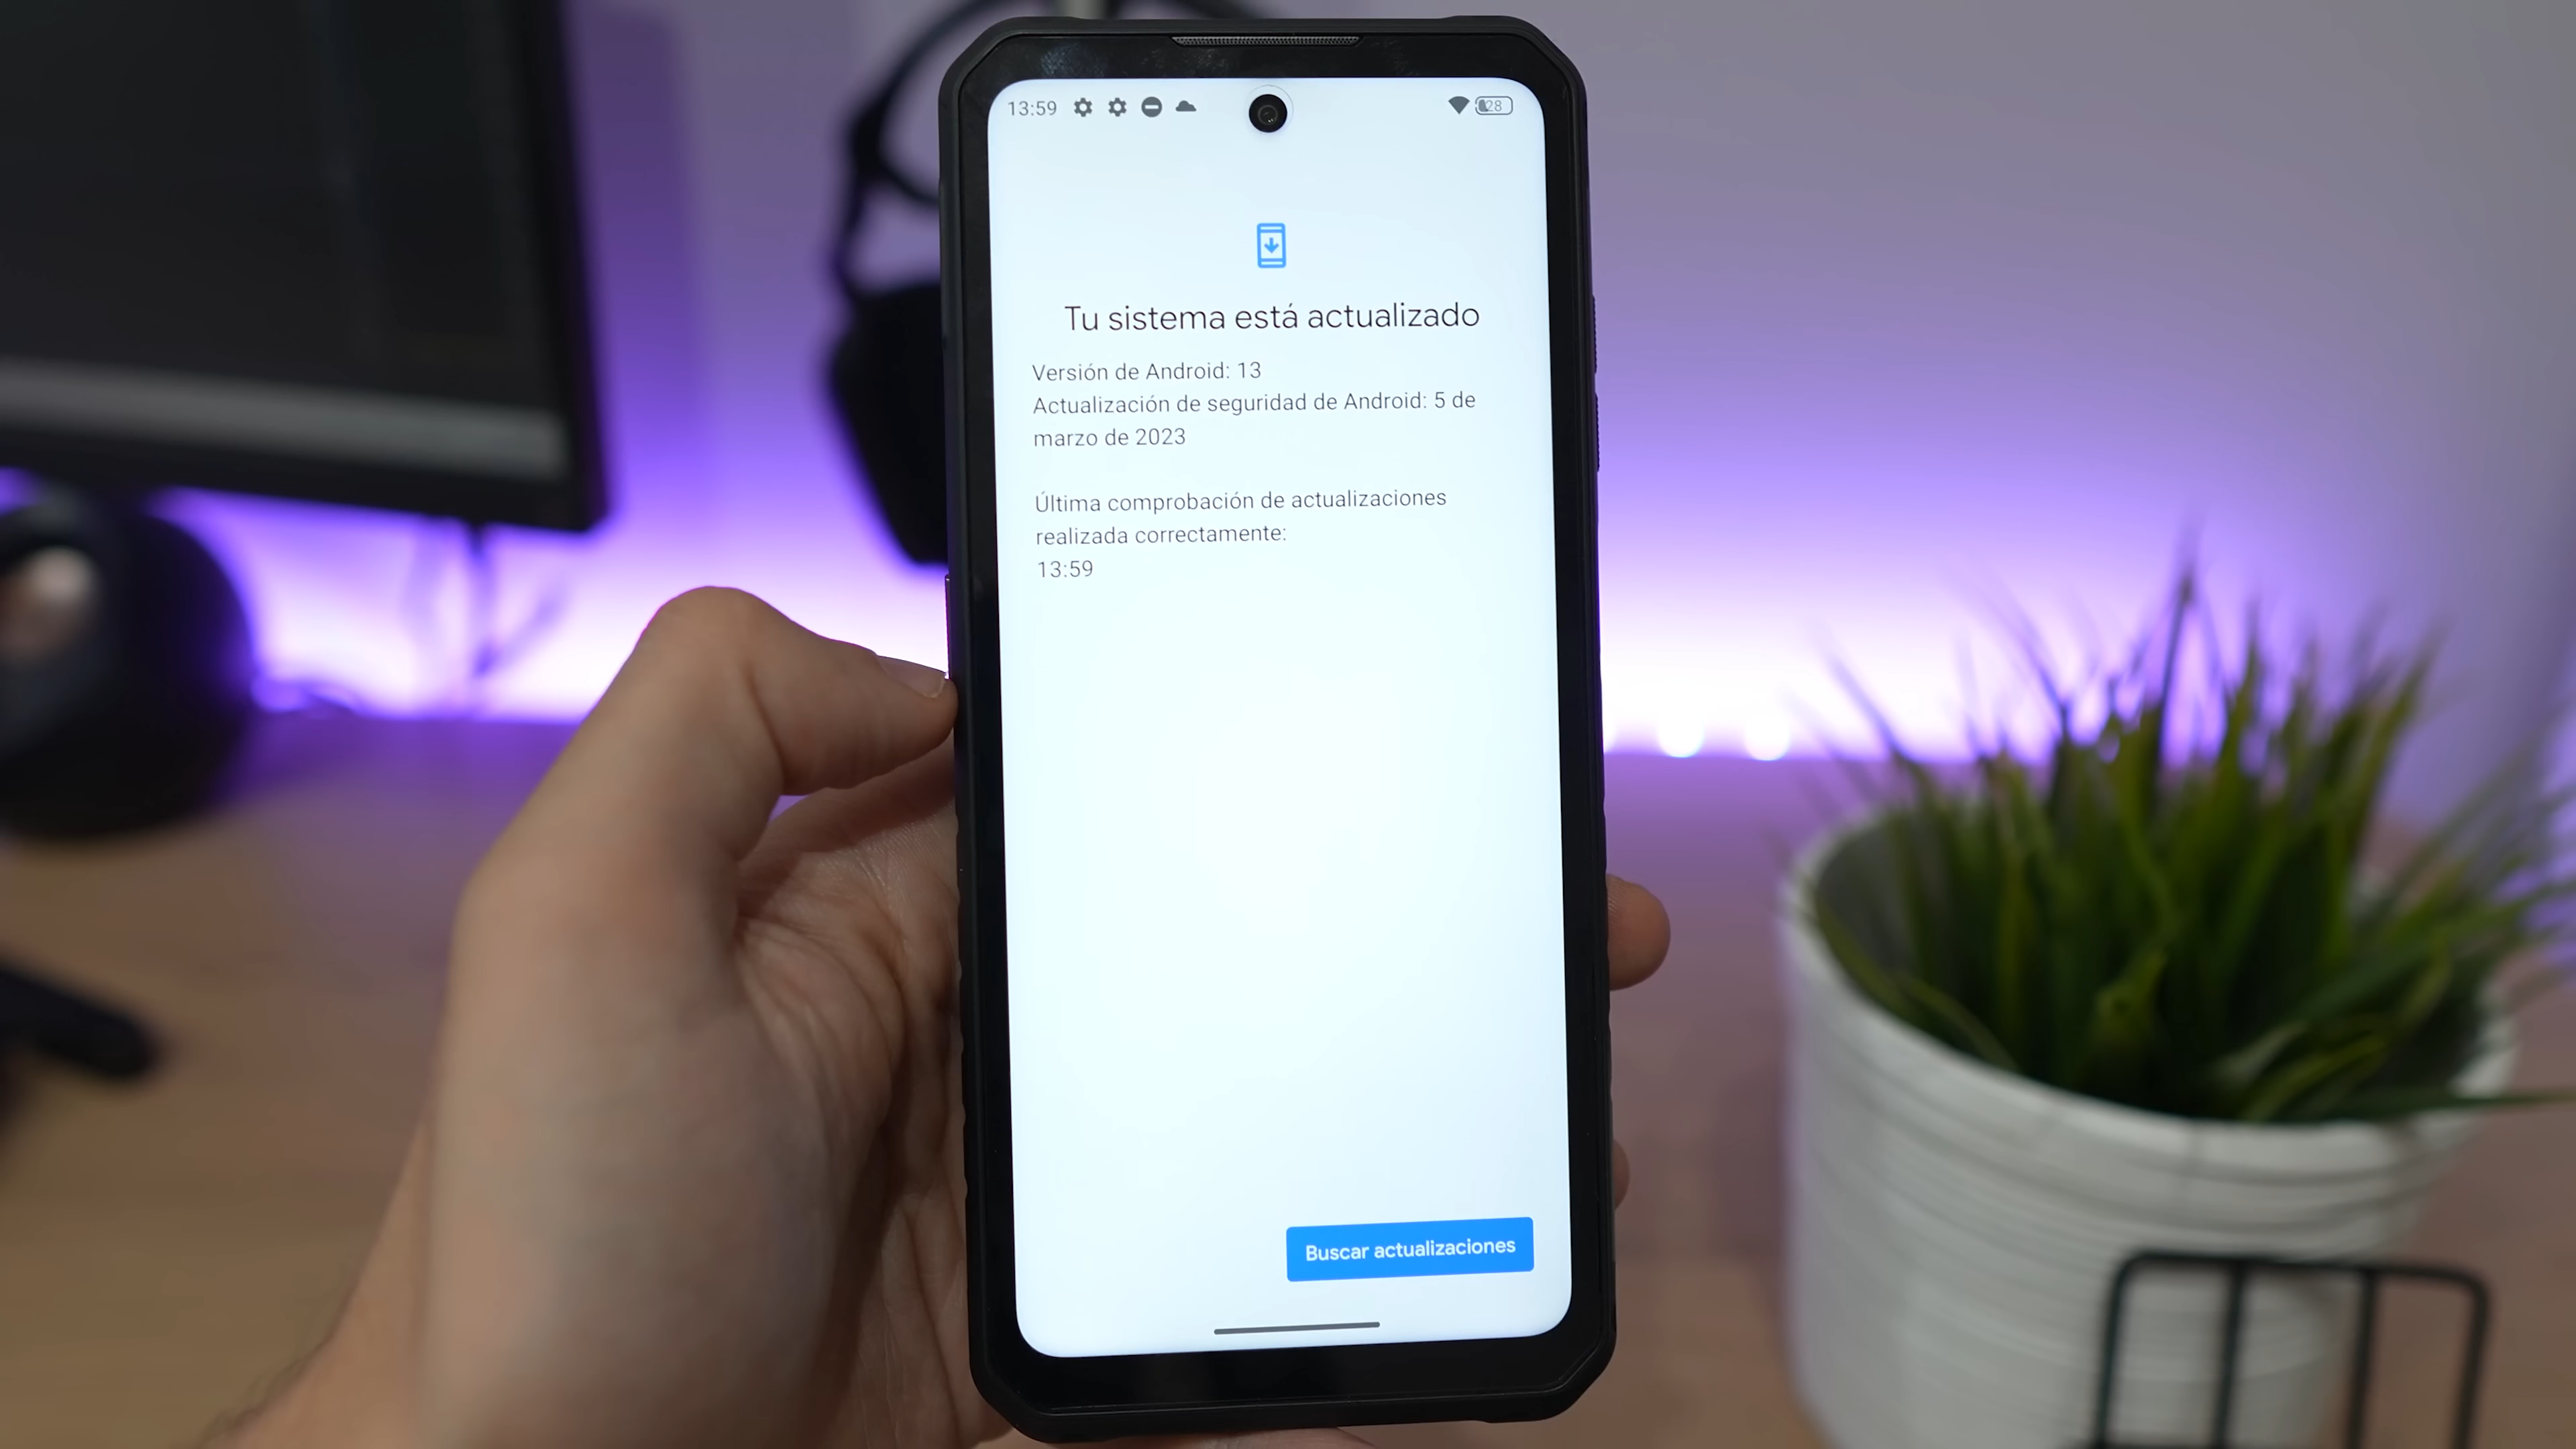 13:59
28
Tu sistema está actualizado
Versión de Android: 13
Actualización de seguridad de Android: 5 de
marzo de 2023
Última comprobación de actualizaciones
realizada correctamente:
13:59
Buscar actualizaciones